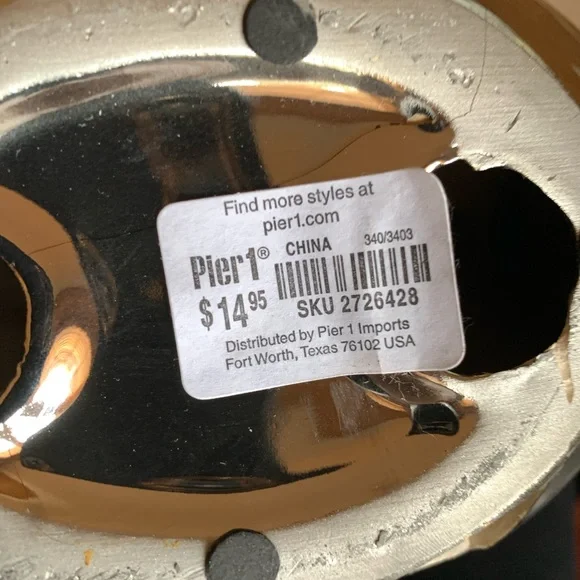 Find more styles at
pier1.com
Pier1® CHINA 340/3403
$14.95 SKU 2726428
Distributed by Pier 1 Imports
Fort Worth, Texas 76102 USA